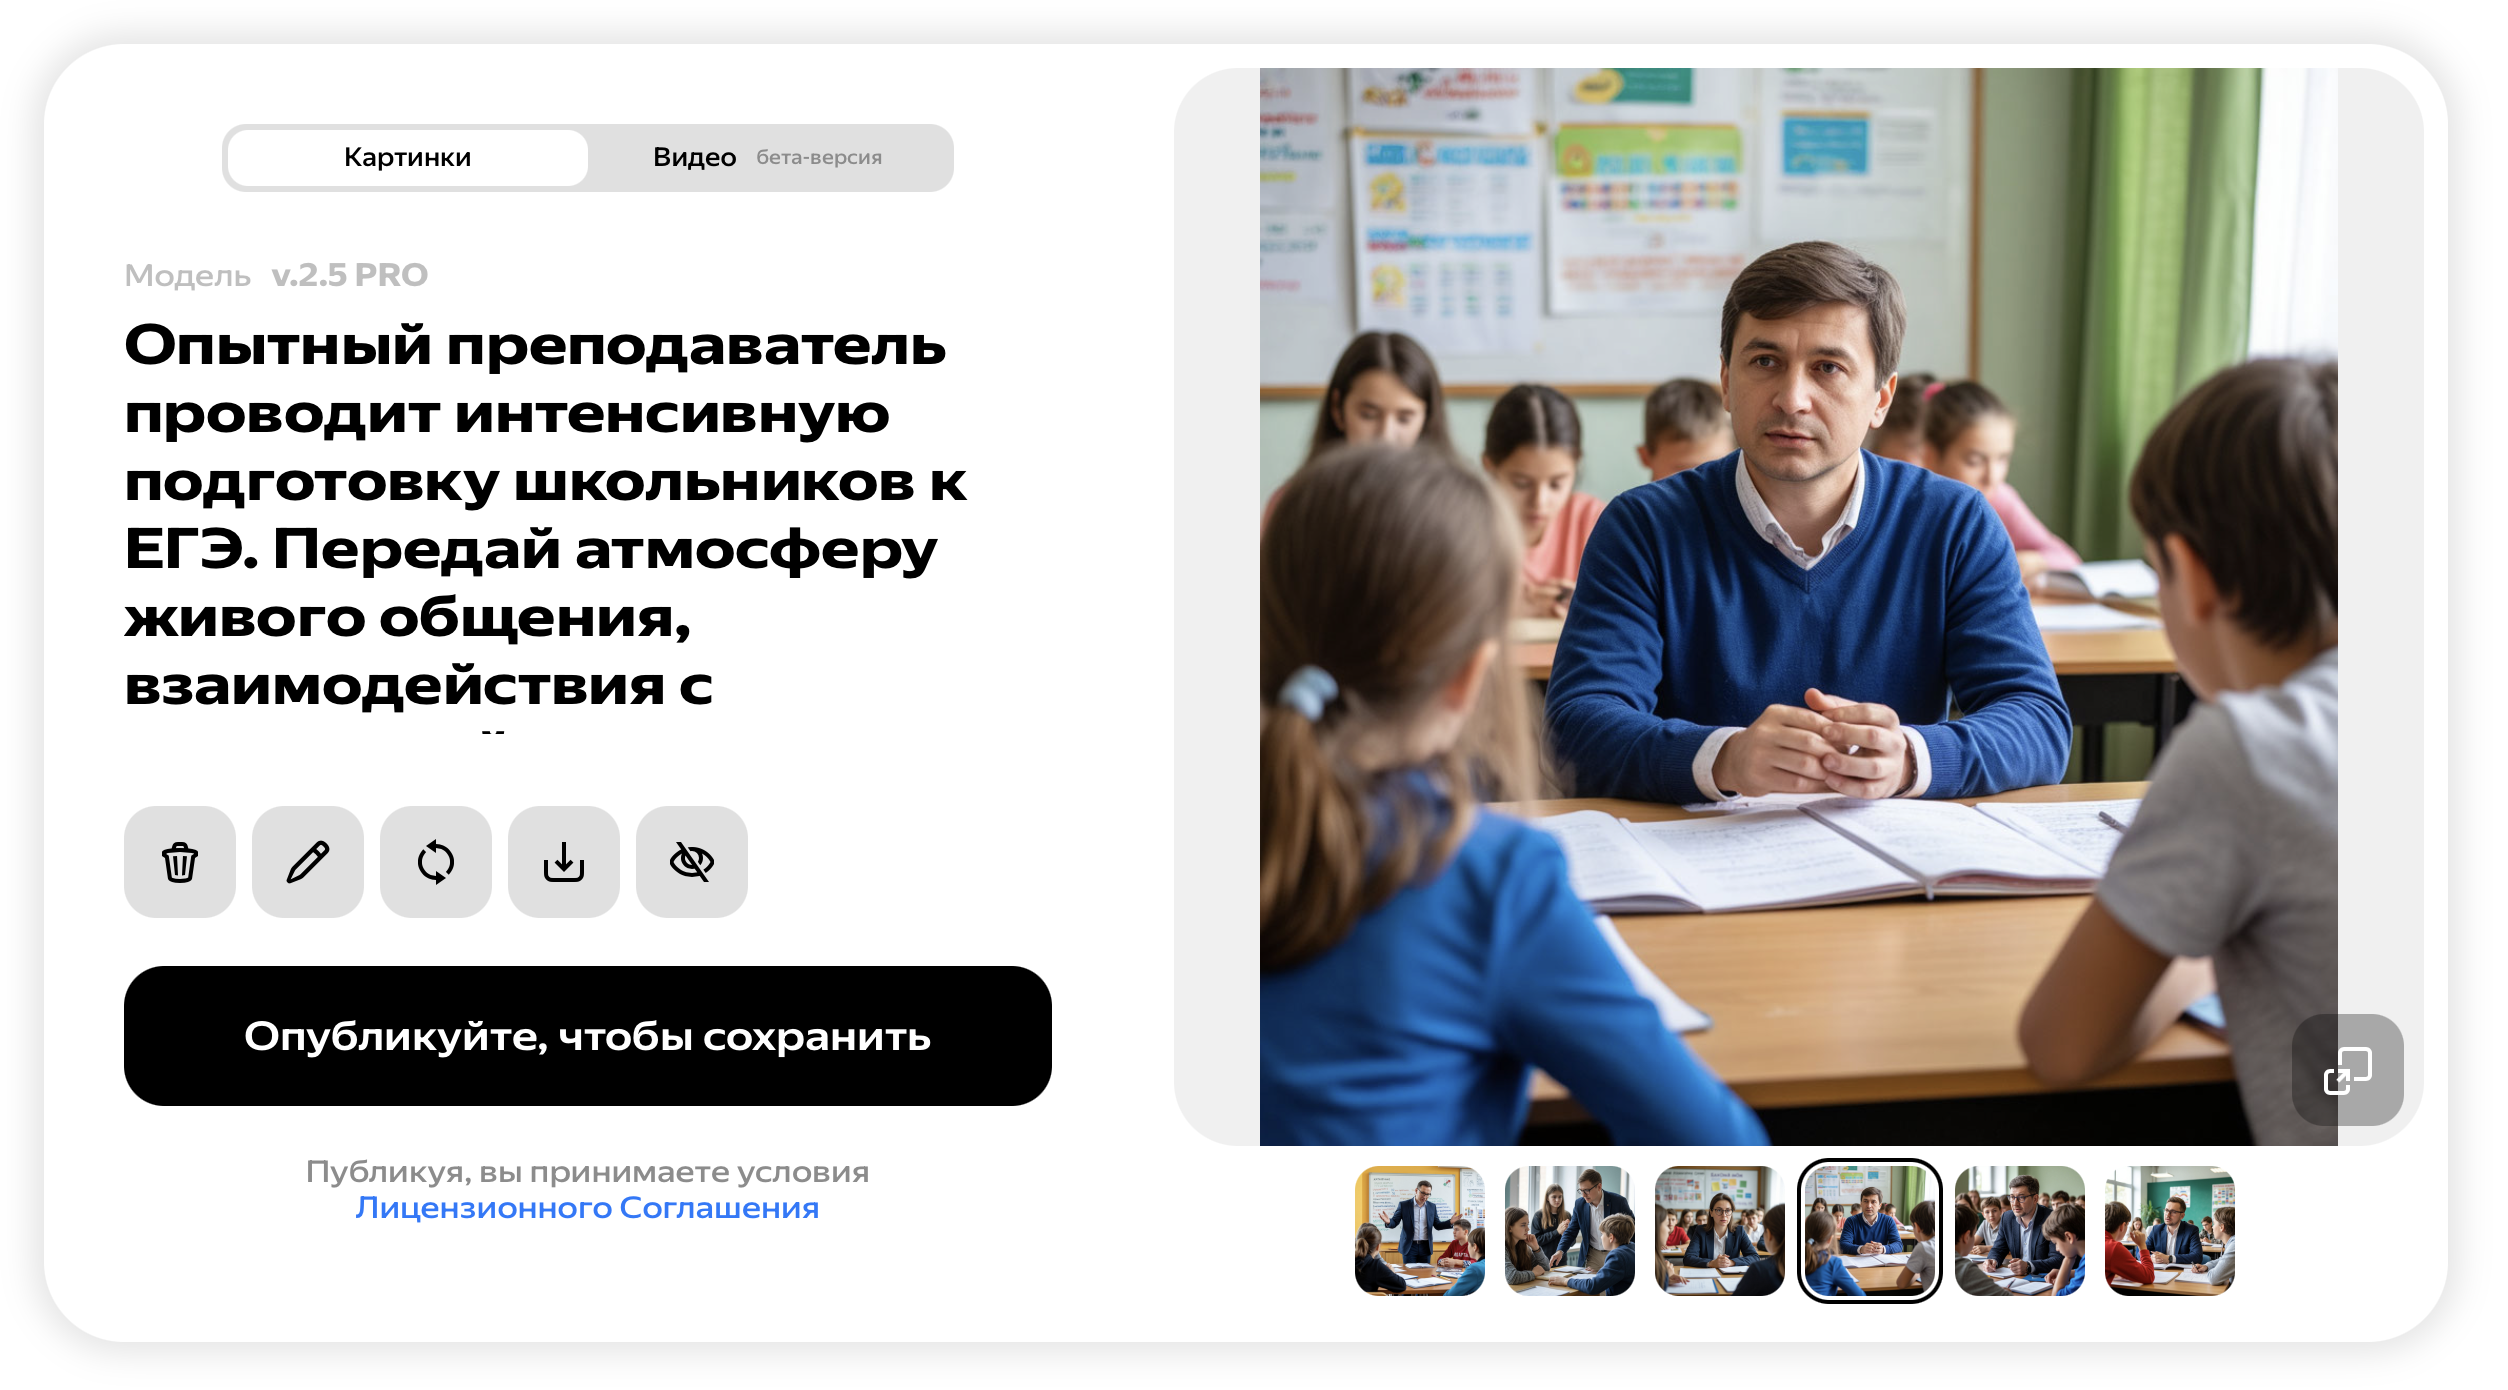 Картинки
Видео бета-версия
Модель v.2.5 PRO
Опытный преподаватель
проводит интенсивную
подготовку школьников к
ЕГЭ. Передай атмосферу
живого общения,
взаимодействия с
Опубликуйте, чтобы сохранить
Публикуя, вы принимаете условия
Лицензионного Соглашения